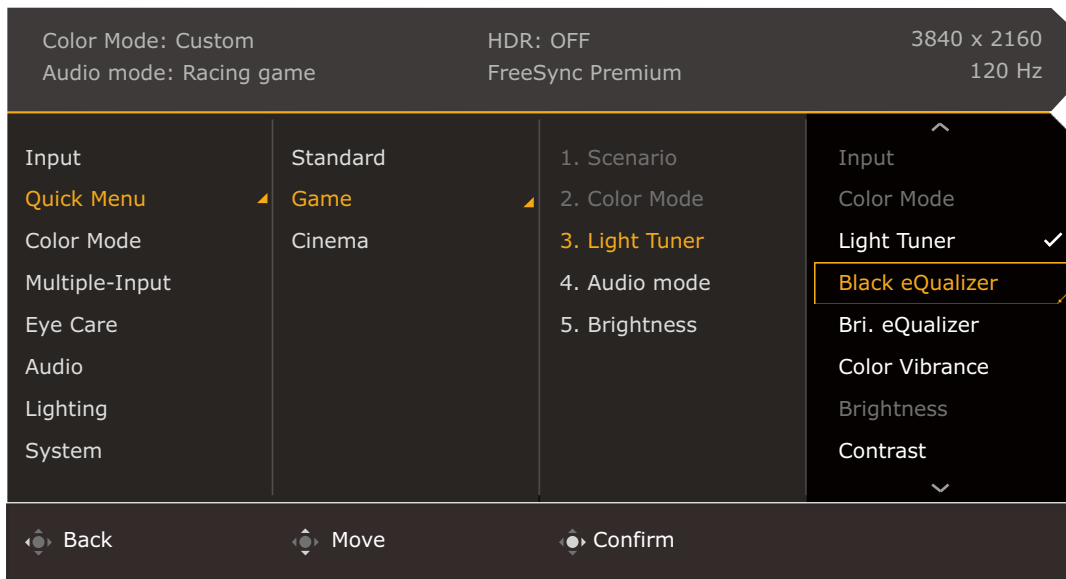 Color Mode: Custom
HDR: OFF
3840 x 2160
Audio mode: Racing game
FreeSync Premium
120 Hz
Input
Quick Menu
Color Mode
Multiple-Input
Eye Care
Audio
Lighting
System
Standard
Game
Cinema
1. Scenario
2. Color Mode
3. Light Tuner
4. Audio mode
5. Brightness
Input
Color Mode
Light Tuner
Black eQualizer
Bri. eQualizer
Color Vibrance
Brightness
Contrast
Back
Move
Confirm